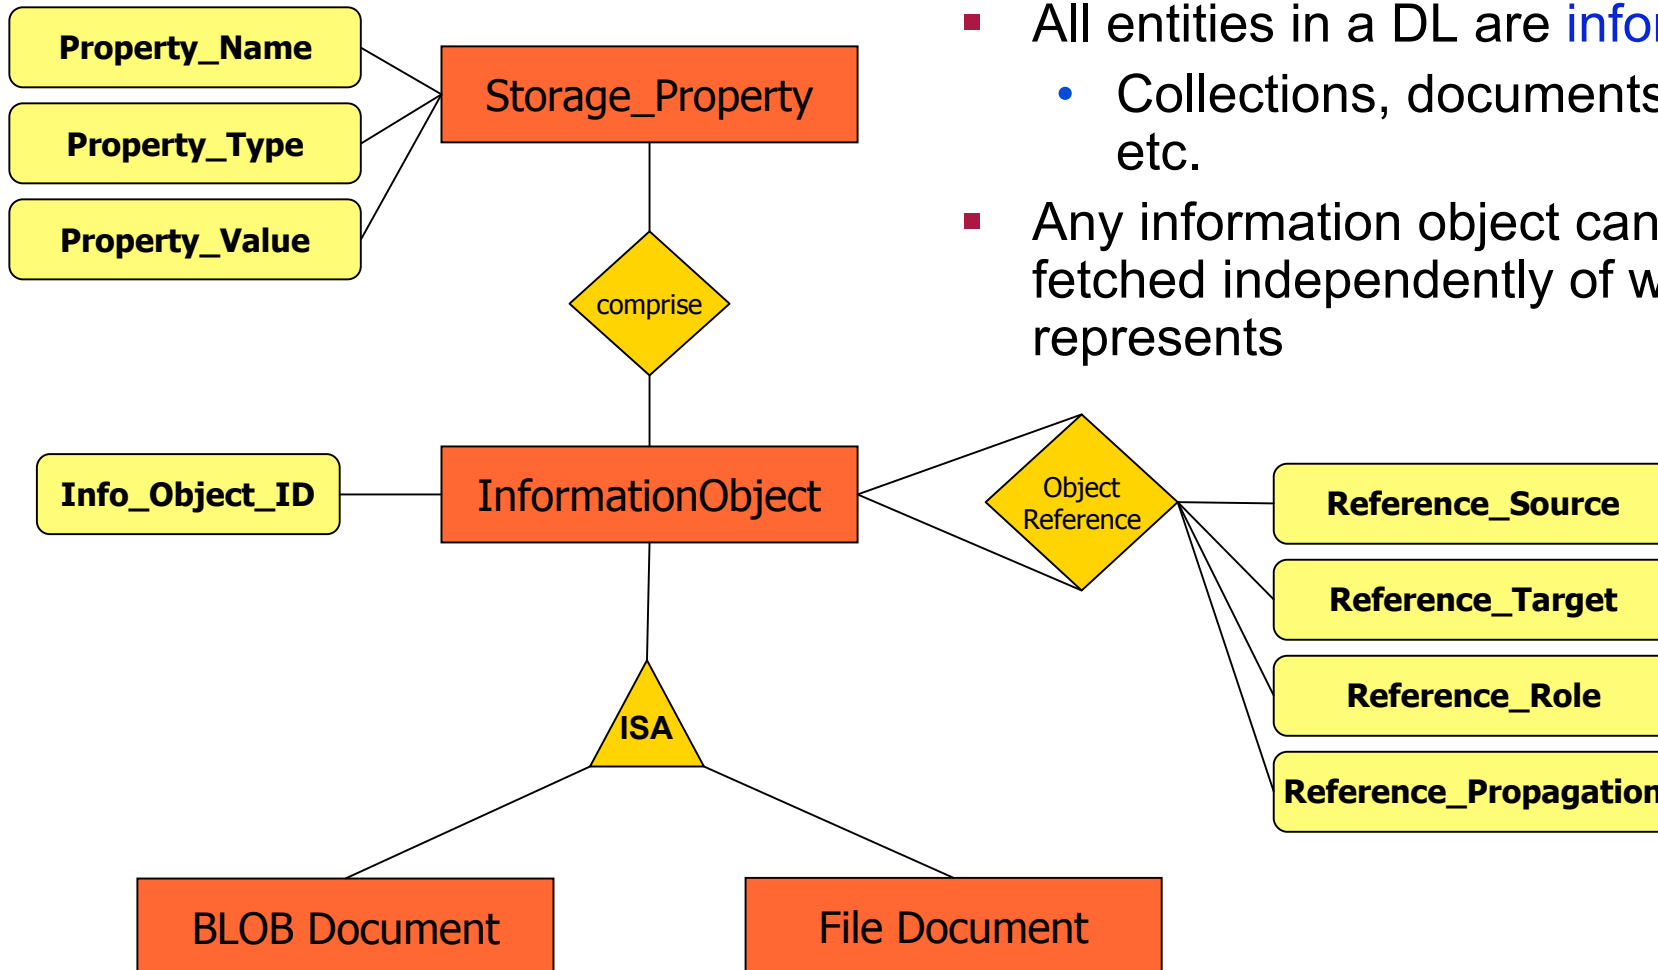 Property_Name
Property_Type
Property_Value
Storage_Property
comprise
All entities in a DL are
Collections, documents
etc.
Any information object can
fetched independently of
represents
Info_Object_ID
InformationObject
Object
Reference
Reference_Source
Reference_Target
Reference_Role
Reference_Propagation
ISA
BLOB Document
File Document